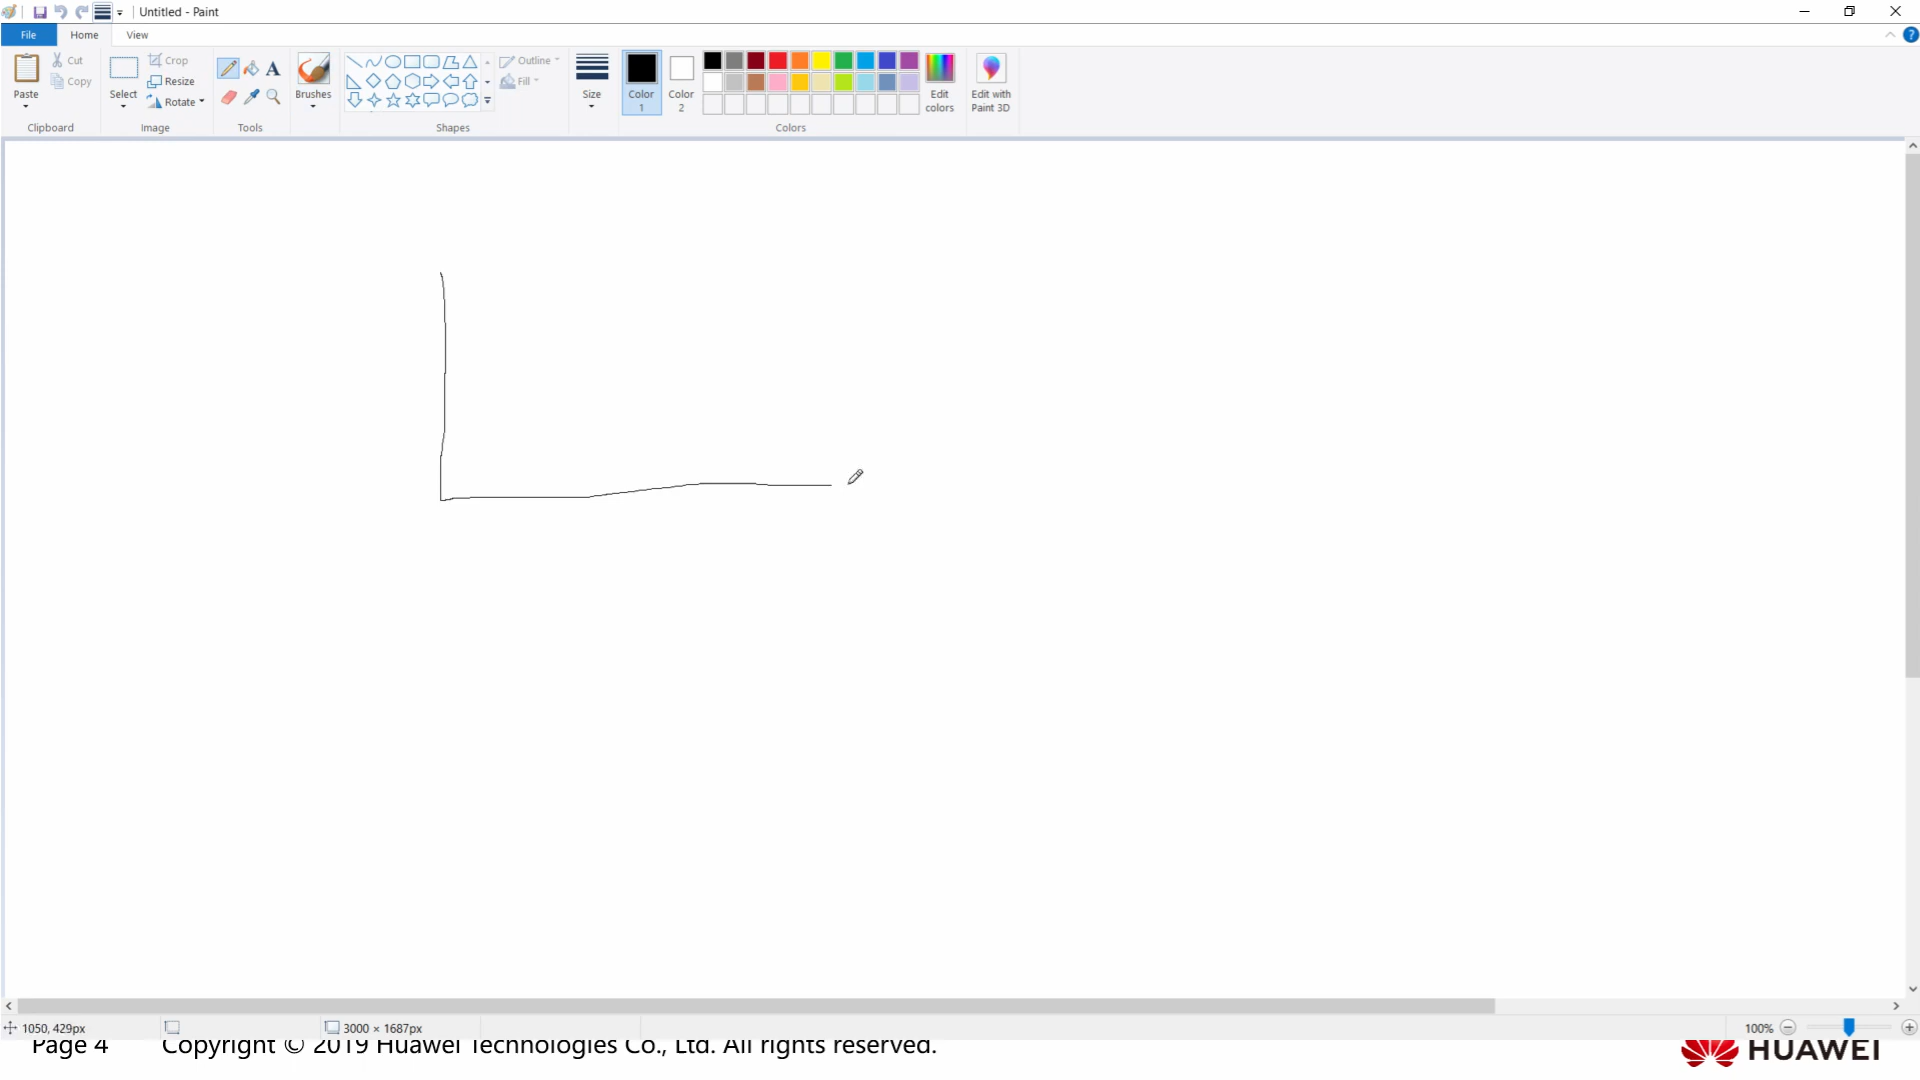 Untitled - Paint
File Home View
Paste
Cut
Copy
Clipboard
Select
Crop
Resize
Rotate
Image
A
Tools
Brushes
Shapes
Outline
Fill
Size
Color 1
Color 2
Colors
Edit colors
Edit with Paint 3D
?
1050, 429px
3000 × 1687px
100%
Page 4 Copyright © 2019 Huawei Technologies Co., Ltd. All rights reserved.
HUAWEI